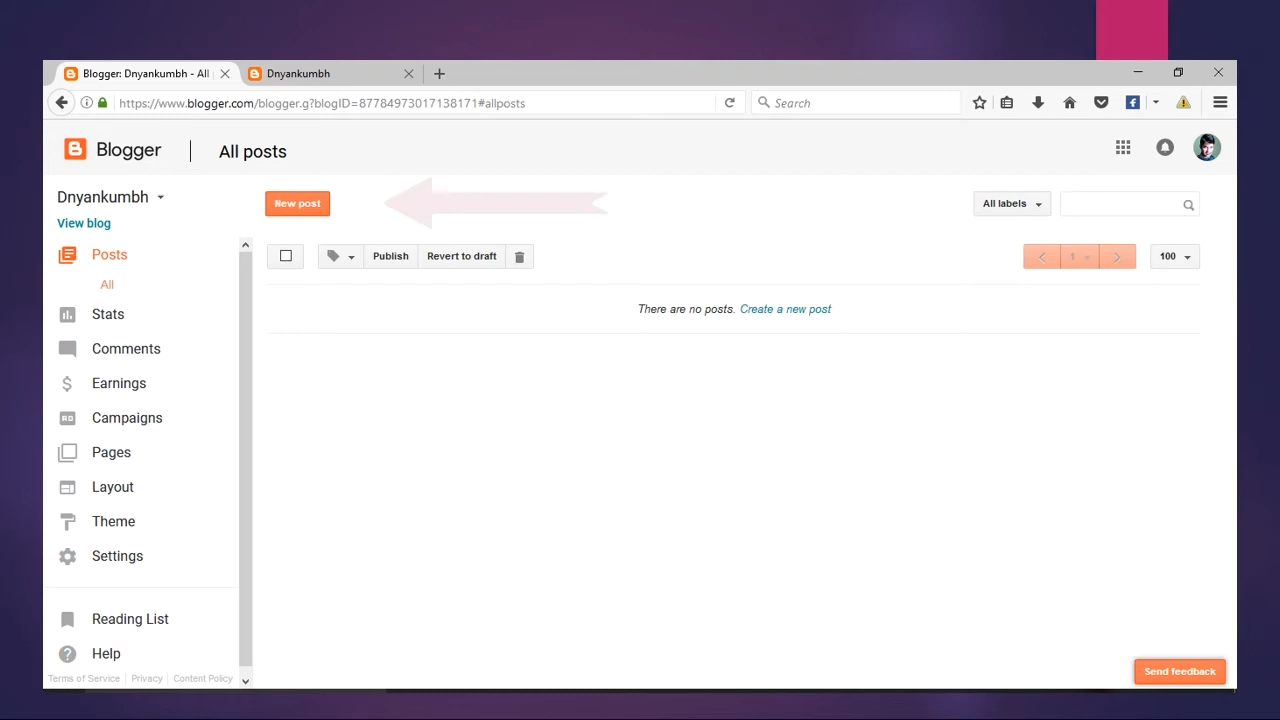 Blogger: Dnyankumbh - All
Dnyankumbh
https://www.blogger.com/blogger.g?blogID=87784973017138171#allposts
Search
Blogger
All posts
Dnyankumbh
View blog
New post
All labels
Posts
All
Publish
Revert to draft
1
100
There are no posts. Create a new post
Stats
Comments
Earnings
Campaigns
Pages
Layout
Theme
Settings
Reading List
Help
Terms of Service
Privacy
Content Policy
Send feedback